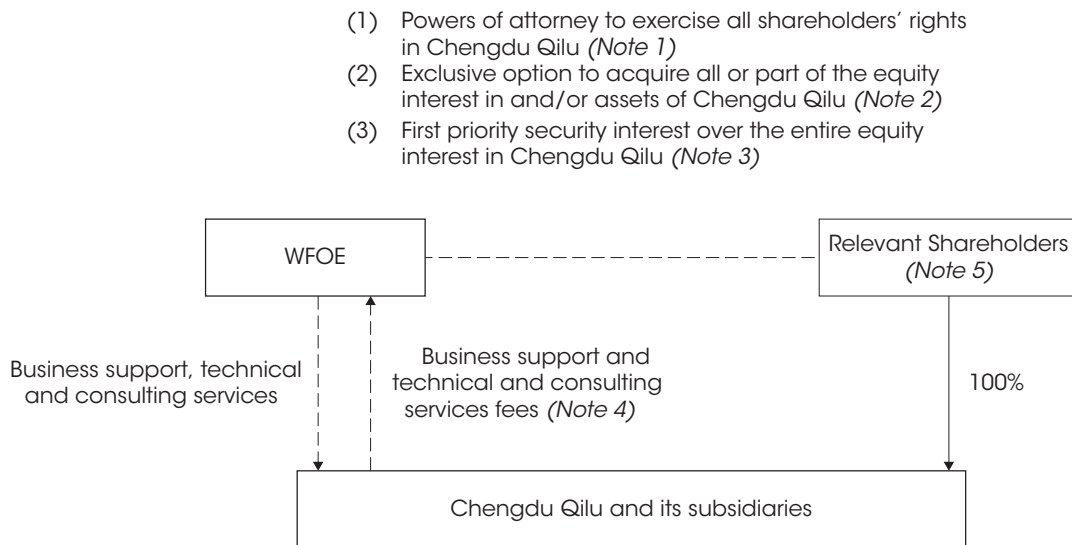 (1) Powers of attorney to exercise all shareholders’ rights
in Chengdu Qilu (Note 1)
(2) Exclusive option to acquire all or part of the equity
interest in and/or assets of Chengdu Qilu (Note 2)
(3) First priority security interest over the entire equity
interest in Chengdu Qilu (Note 3)
WFOE
Relevant Shareholders
(Note 5)
Business support, technical
and consulting services
Business support and
technical and consulting
services fees (Note 4)
100%
Chengdu Qilu and its subsidiaries